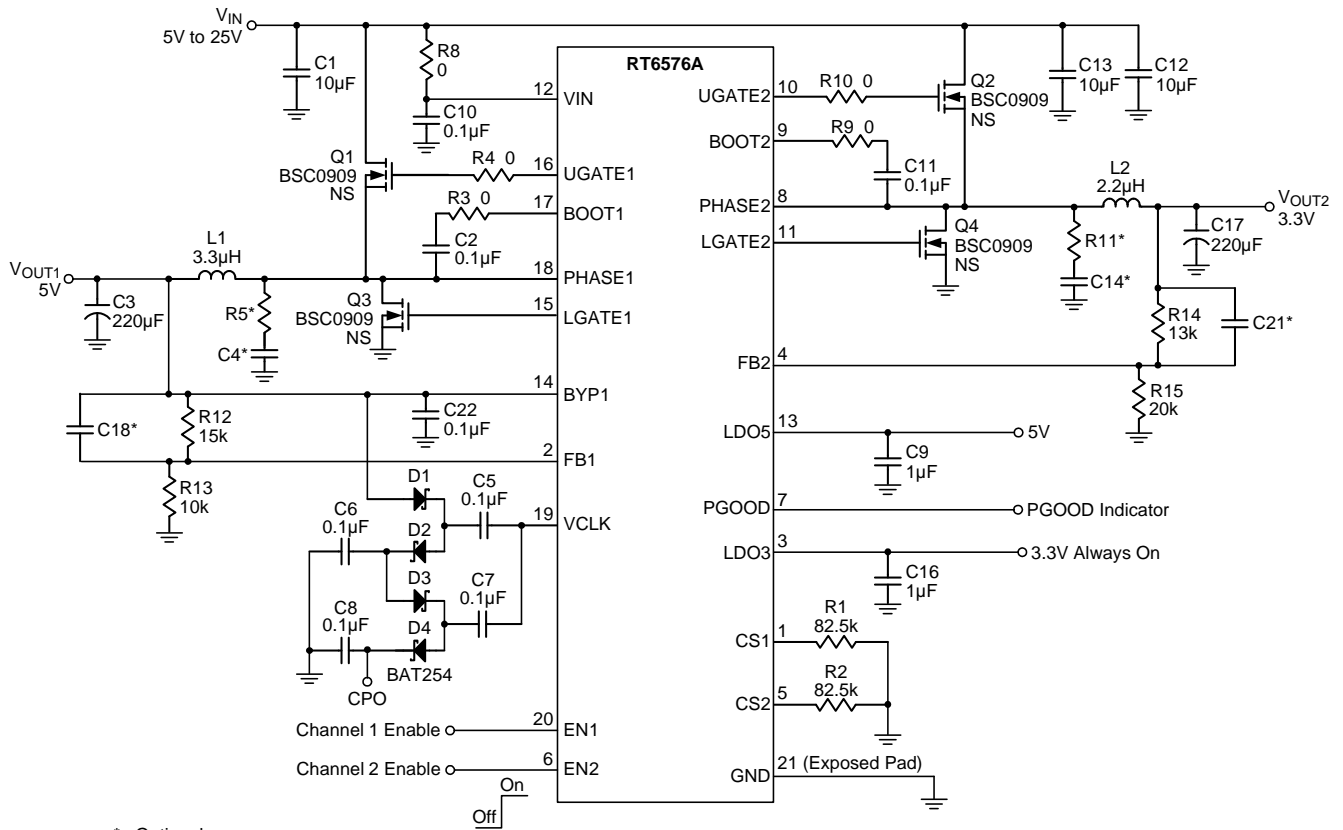 VIN
5V to 25V
C1
10µF
R8
0
C10
0.1µF
12
VIN
RT6576A
UGATE2
10
R10 0
Q2
BSC0909
NS
C13
10µF
C12
10µF
Q1
BSC0909
NS
R4 0
16
UGATE1
BOOT2
9
R9 0
C11
0.1µF
R3 0
17
BOOT1
C2
0.1µF
PHASE2
8
L2
2.2µH
VOUT2
3.3V
VOUT1
5V
L1
3.3µH
18
PHASE1
LGATE2
11
Q4
BSC0909
NS
R11*
C14*
C17
220µF
C3
220µF
R5*
C4*
Q3
BSC0909
NS
15
LGATE1
R14
13k
C21*
FB2
4
R15
20k
14
BYP1
C18*
R12
15k
C22
0.1µF
LDO5
13
5V
C9
1µF
2
FB1
R13
10k
D1
C5
0.1µF
PGOOD
7
PGOOD Indicator
C6
0.1µF
D2
19
VCLK
LDO3
3
3.3V Always On
C16
1µF
D3
C7
0.1µF
C8
0.1µF
D4
BAT254
CPO
CS1
1
R1
82.5k
CS2
5
R2
82.5k
Channel 1 Enable
20
EN1
Channel 2 Enable
6
EN2
GND
21 (Exposed Pad)
On
Off